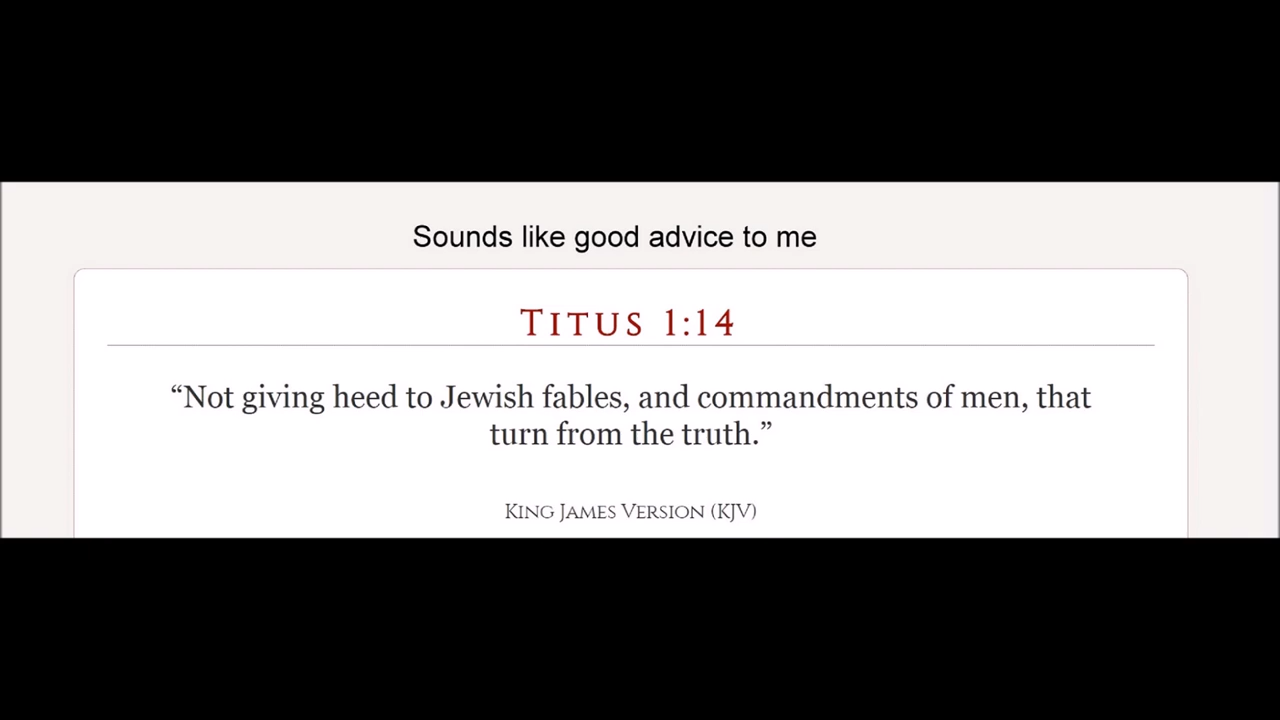 Sounds like good advice to me
Titus 1:14
“Not giving heed to Jewish fables, and commandments of men, that
turn from the truth.”
King James Version (KJV)